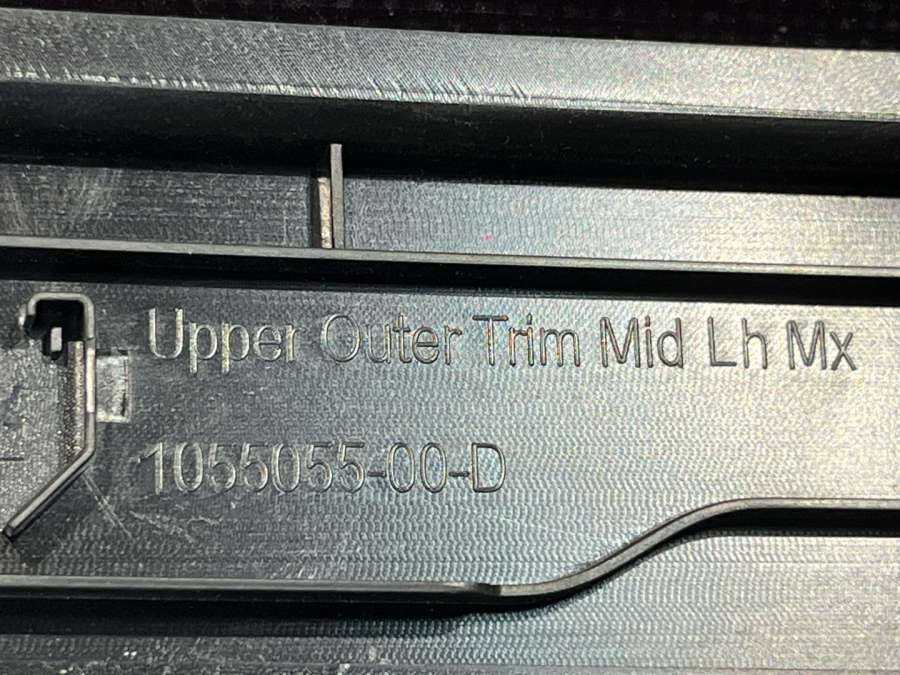 Upper Outer Trim Mid Lh Mx
1055055-00-D